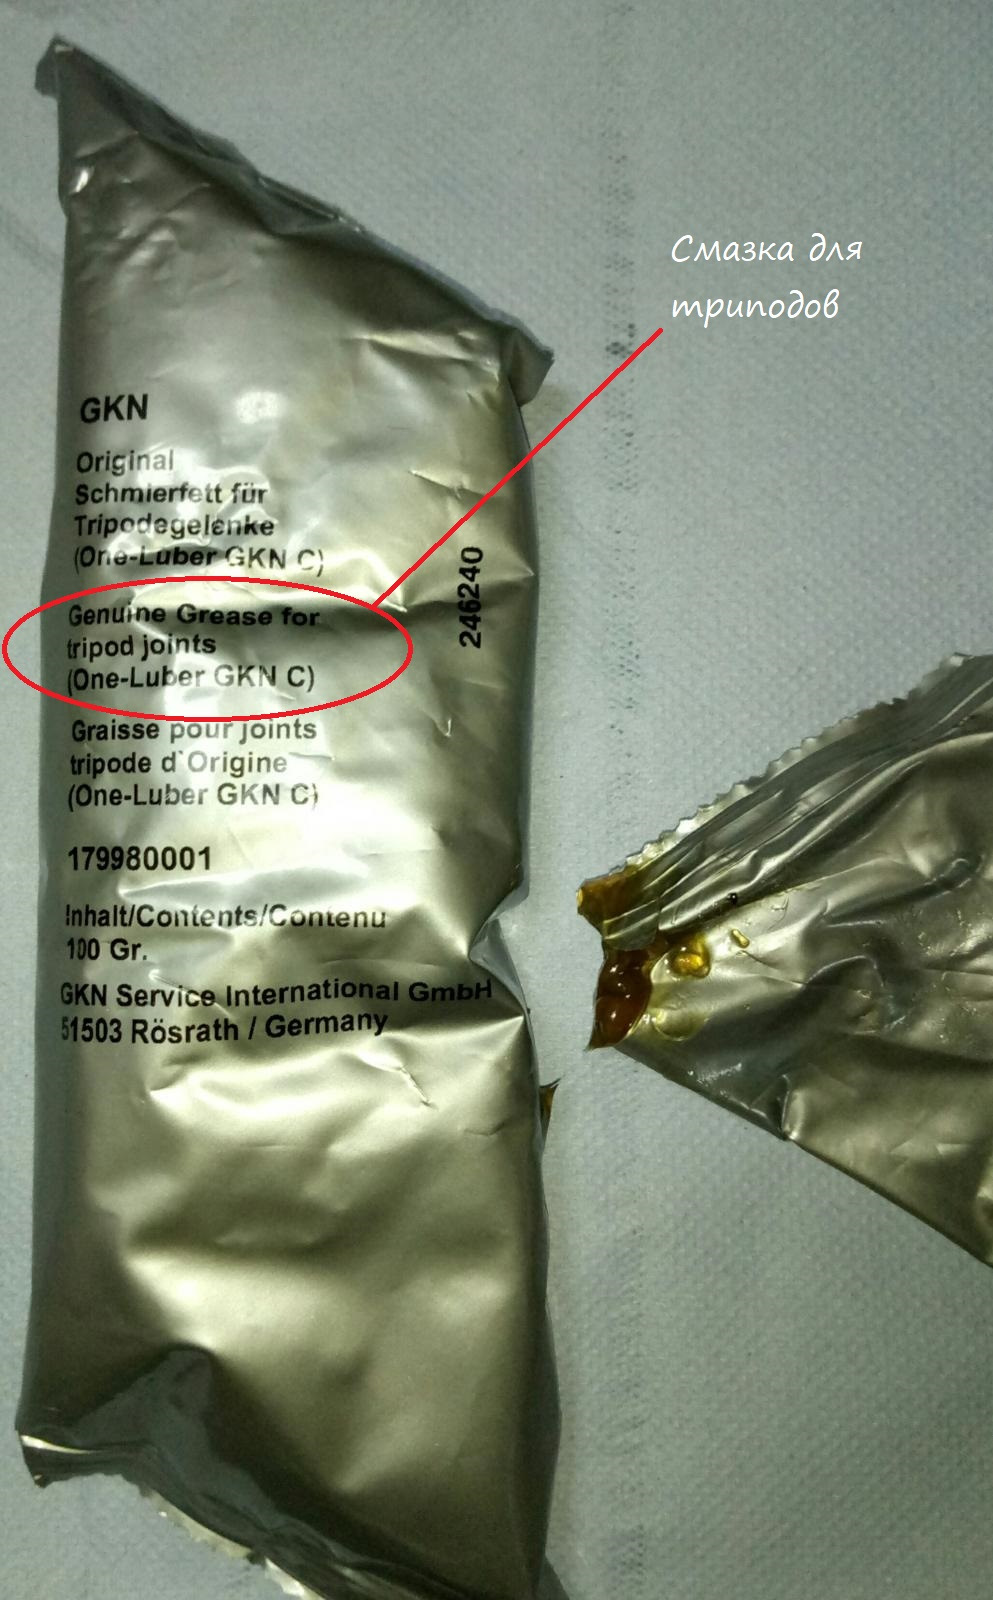 Смазка для
триподов
GKN
Original
Schmierfett für
Tripodegelenke
(One-Luber GKN C)
246240
Genuine Grease for
tripod joints
(One-Luber GKN C)
Graisse pour joints
tripode d`Origine
(One-Luber GKN C)
179980001
Inhalt/Contents/Contenu
100 Gr.
GKN Service International GmbH
51503 Rösrath / Germany